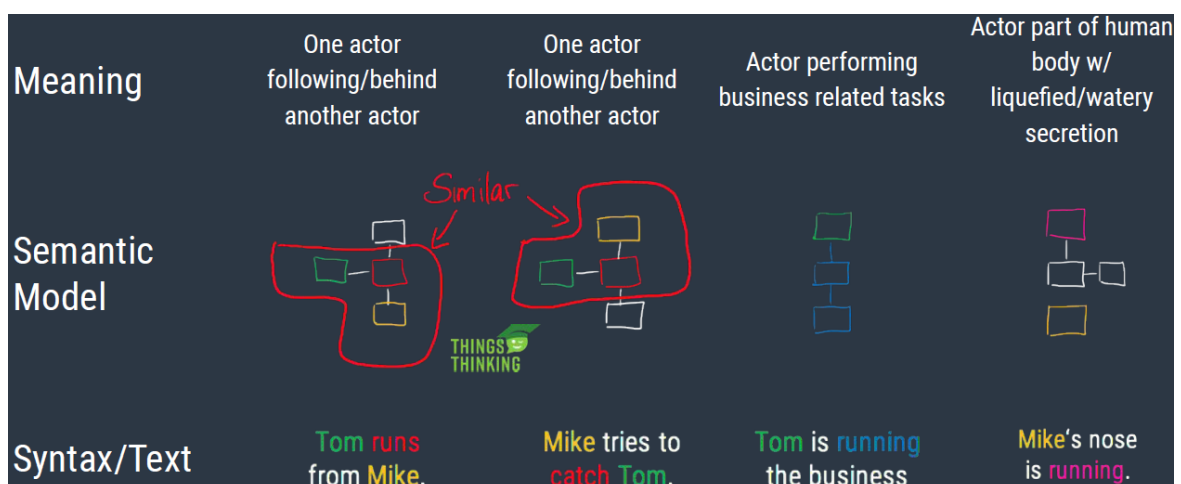 Meaning
One actor
following/behind
another actor
One actor
following/behind
another actor
Actor performing
business related tasks
Actor part of human
body w/
liquefied/watery
secretion
Semantic
Model
Similar
THINGS
THINKING
Syntax/Text
Tom runs
from Mike.
Mike tries to
catch Tom.
Tom is running
the business
Mike's nose
is running.